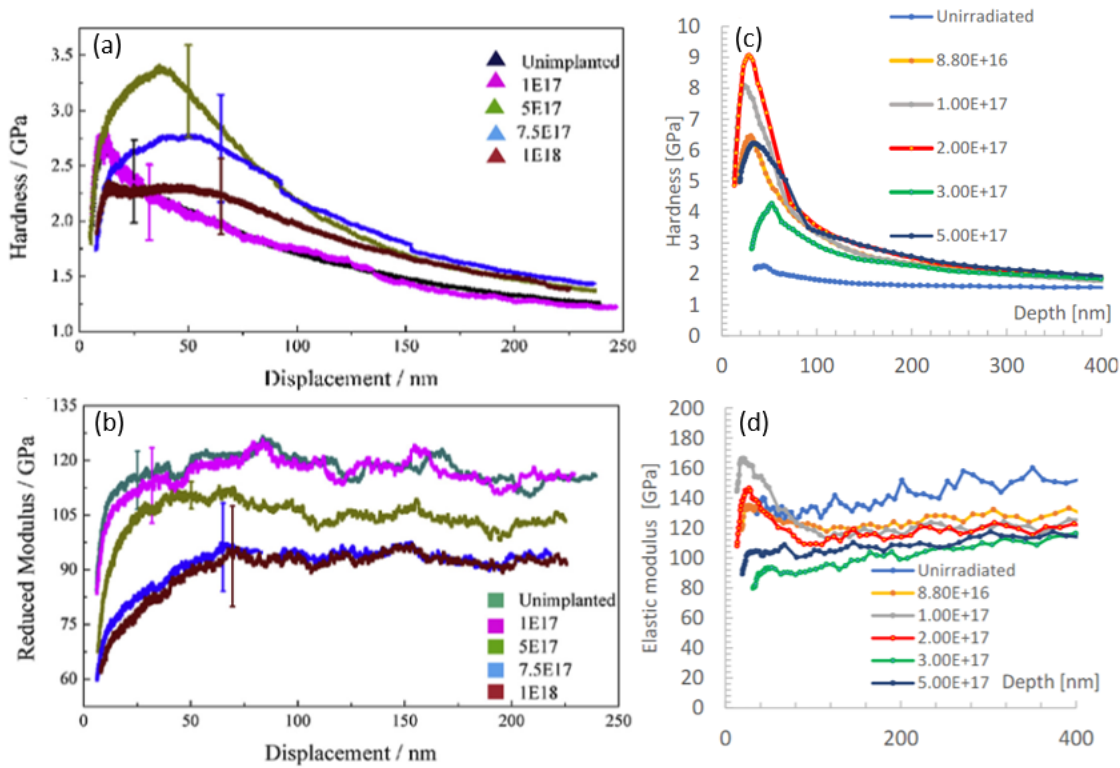 (a)
Hardness / GPa
3.5
3.0
2.5
2.0
1.5
1.0
Unimplanted
1E17
5E17
7.5E17
1E18
0 50 100 150 200 250
Displacement / nm
(c)
Hardness [GPa]
10
9
8
7
6
5
4
3
2
1
0
Unirradiated
8.80E+16
1.00E+17
2.00E+17
3.00E+17
5.00E+17
Depth [nm]
0 100 200 300 400
(b)
Reduced Modulus / GPa
135
120
105
90
75
60
Unimplanted
1E17
5E17
7.5E17
1E18
0 50 100 150 200 250
Displacement / nm
(d)
Elastic modulus [GPa]
200
180
160
140
120
100
80
60
40
20
0
Unirradiated
8.80E+16
1.00E+17
2.00E+17
3.00E+17
5.00E+17
Depth [nm]
0 200 400